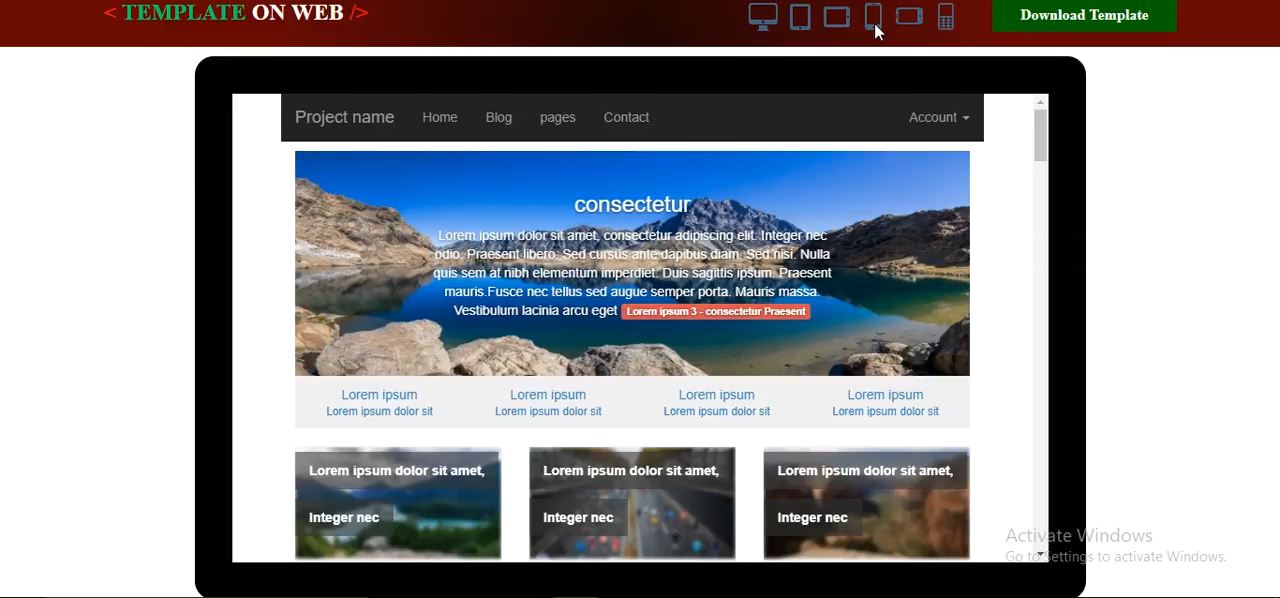 < TEMPLATE ON WEB />
Download Template
Project name Home Blog pages Contact Account
consectetur
Lorem ipsum dolor sit amet, consectetur adipiscing elit. Integer nec
odio. Praesent libero. Sed cursus ante dapibus diam. Sed nisi. Nulla
quis sem at nibh elementum imperdiet. Duis sagittis ipsum. Praesent
mauris.Fusce nec tellus sed augue semper porta. Mauris massa.
Vestibulum lacinia arcu eget Lorem ipsum 3 - consectetur Praesent
Lorem ipsum Lorem ipsum Lorem ipsum Lorem ipsum
Lorem ipsum dolor sit Lorem ipsum dolor sit Lorem ipsum dolor sit Lorem ipsum dolor sit
Lorem ipsum dolor sit amet, Lorem ipsum dolor sit amet, Lorem ipsum dolor sit amet,
Integer nec Integer nec Integer nec
Activate Windows
Go to Settings to activate Windows.